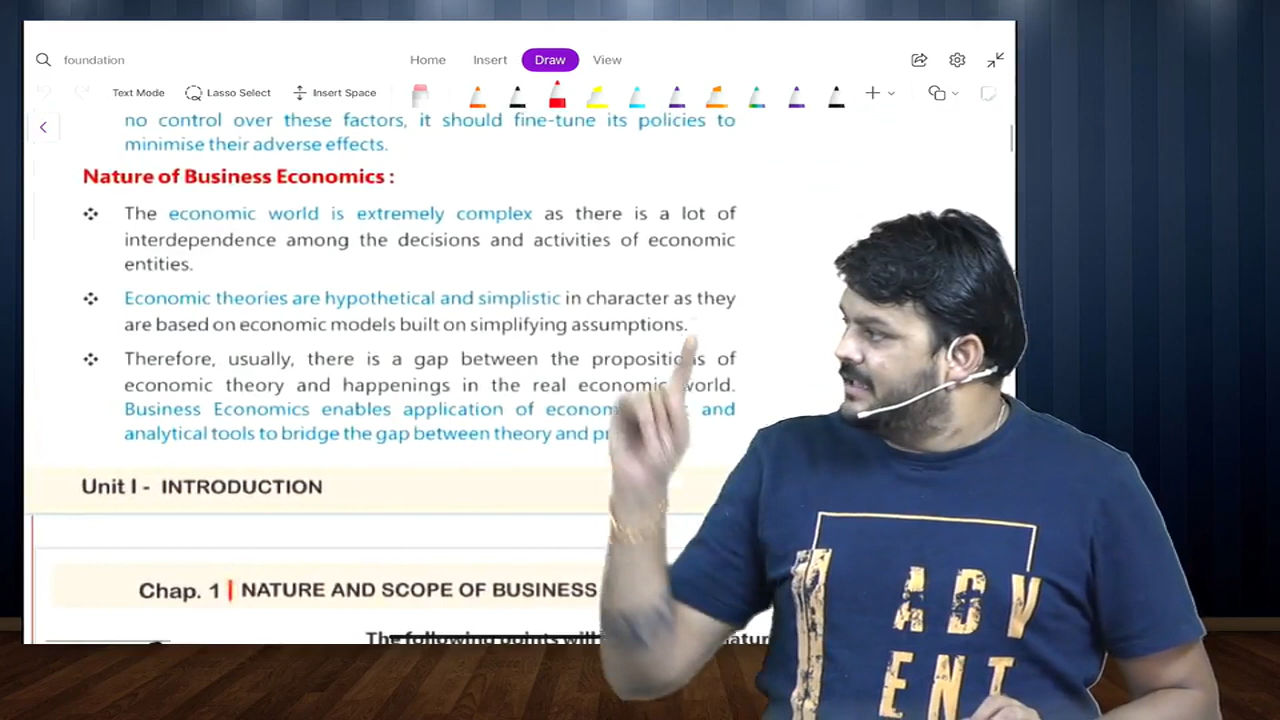 foundation
Home Insert Draw View
Text Mode Lasso Select Insert Space
no control over these factors, it should fine-tune its policies to
minimise their adverse effects.
Nature of Business Economics :
The economic world is extremely complex as there is a lot of
interdependence among the decisions and activities of economic
entities.
Economic theories are hypothetical and simplistic in character as they
are based on economic models built on simplifying assumptions.
Therefore, usually, there is a gap between the propositions of
economic theory and happenings in the real economic world.
Business Economics enables application of and
analytical tools to bridge the gap between theory and
Unit I - INTRODUCTION
Chap. 1 | NATURE AND SCOPE OF BUSINESS
The following points will
ADV
ENT